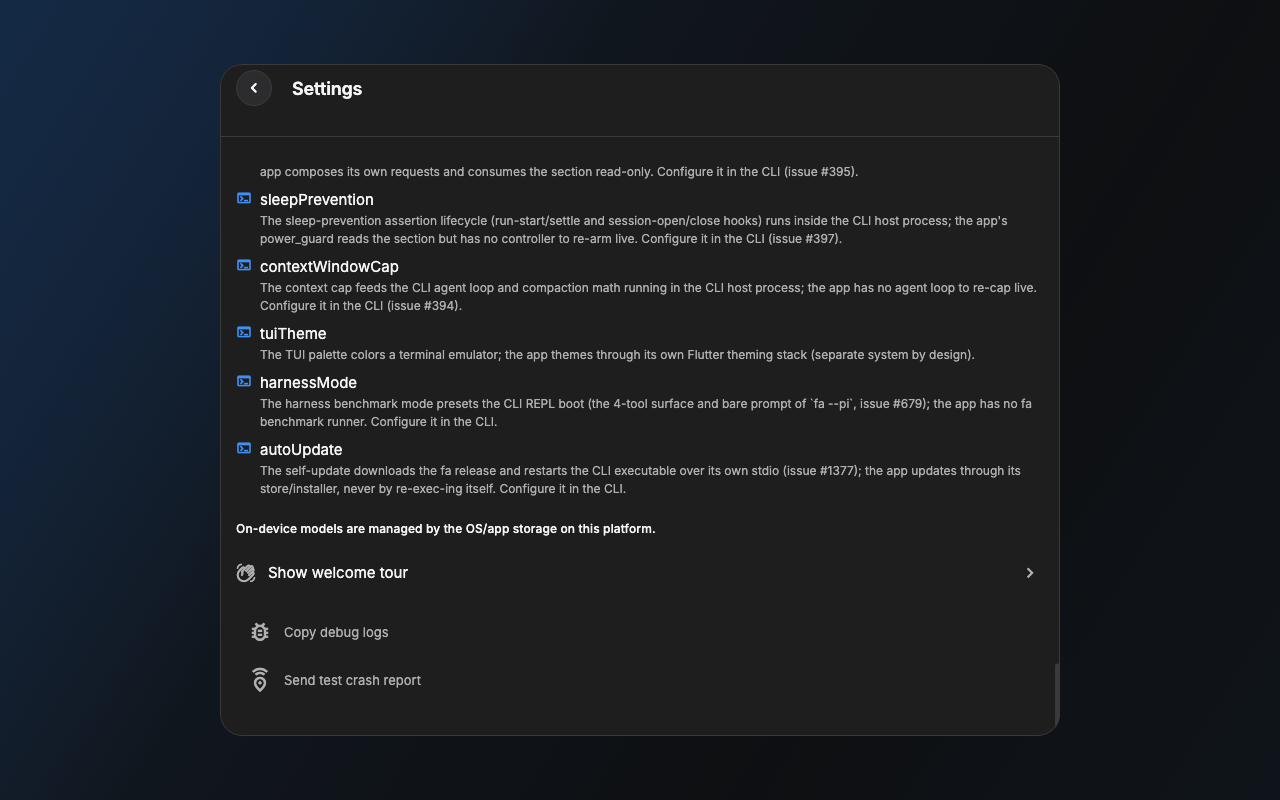 Settings
app composes its own requests and consumes the section read-only. Configure it in the CLI (issue #395).
sleepPrevention
The sleep-prevention assertion lifecycle (run-start/settle and session-open/close hooks) runs inside the CLI host process; the app's
power_guard reads the section but has no controller to re-arm live. Configure it in the CLI (issue #397).
contextWindowCap
The context cap feeds the CLI agent loop and compaction math running in the CLI host process; the app has no agent loop to re-cap live.
Configure it in the CLI (issue #394).
tuiTheme
The TUI palette colors a terminal emulator; the app themes through its own Flutter theming stack (separate system by design).
harnessMode
The harness benchmark mode presets the CLI REPL boot (the 4-tool surface and bare prompt of `fa --pi`, issue #679); the app has no fa
benchmark runner. Configure it in the CLI.
autoUpdate
The self-update downloads the fa release and restarts the CLI executable over its own stdio (issue #1377); the app updates through its
store/installer, never by re-exec-ing itself. Configure it in the CLI.
On-device models are managed by the OS/app storage on this platform.
Show welcome tour
Copy debug logs
Send test crash report